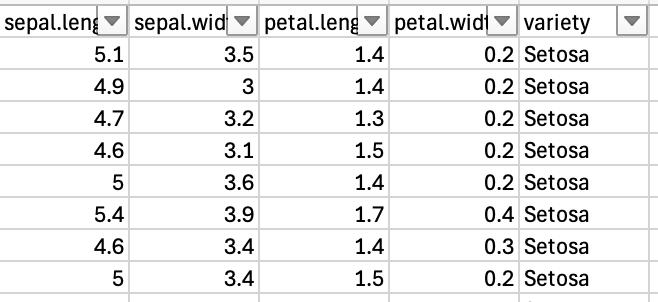 sepal.leng sepal.widt petal.leng petal.widt variety
5.1 3.5 1.4 0.2 Setosa
4.9 3 1.4 0.2 Setosa
4.7 3.2 1.3 0.2 Setosa
4.6 3.1 1.5 0.2 Setosa
5 3.6 1.4 0.2 Setosa
5.4 3.9 1.7 0.4 Setosa
4.6 3.4 1.4 0.3 Setosa
5 3.4 1.5 0.2 Setosa